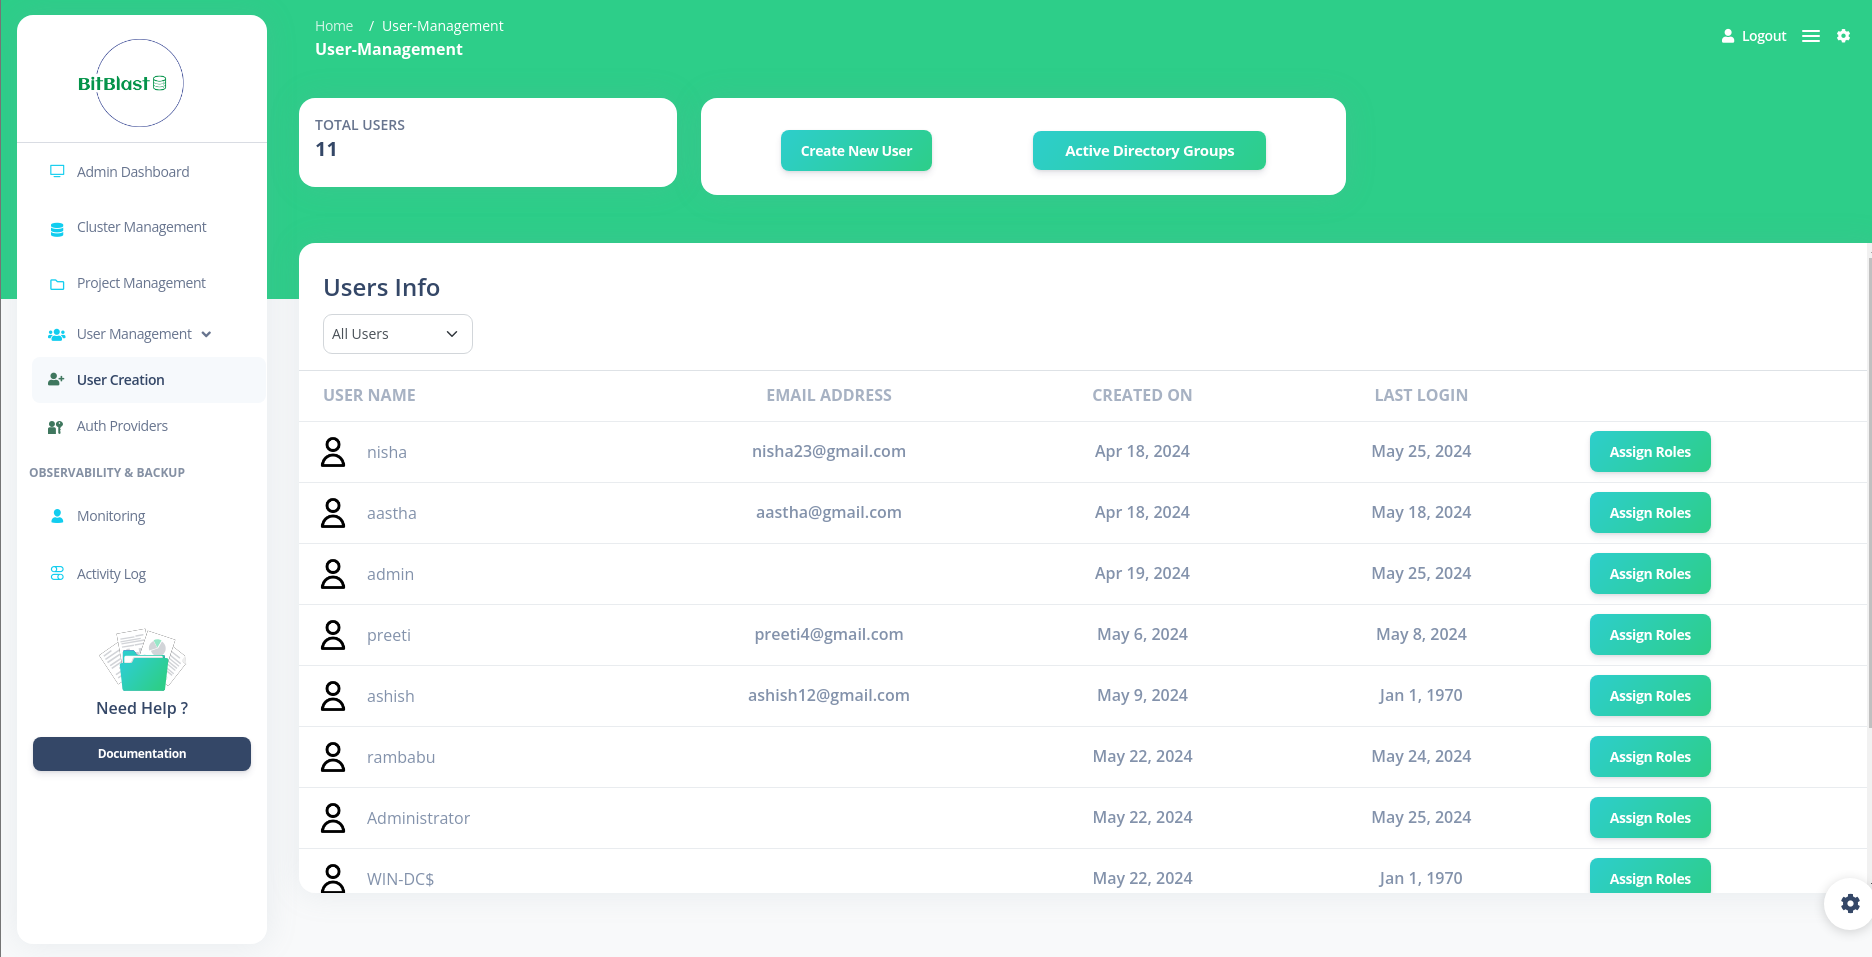 BitBlast
Admin Dashboard
Cluster Management
Project Management
User Management
User Creation
Auth Providers
OBSERVABILITY & BACKUP
Monitoring
Activity Log
Need Help ?
Documentation
Home / User-Management
User-Management
Logout
TOTAL USERS
11
Create New User
Active Directory Groups
Users Info
All Users
USER NAME EMAIL ADDRESS CREATED ON LAST LOGIN
nisha nisha23@gmail.com Apr 18, 2024 May 25, 2024 Assign Roles
aastha aastha@gmail.com Apr 18, 2024 May 18, 2024 Assign Roles
admin Apr 19, 2024 May 25, 2024 Assign Roles
preeti preeti4@gmail.com May 6, 2024 May 8, 2024 Assign Roles
ashish ashish12@gmail.com May 9, 2024 Jan 1, 1970 Assign Roles
rambabu May 22, 2024 May 24, 2024 Assign Roles
Administrator May 22, 2024 May 25, 2024 Assign Roles
WIN-DC$ May 22, 2024 Jan 1, 1970 Assign Roles